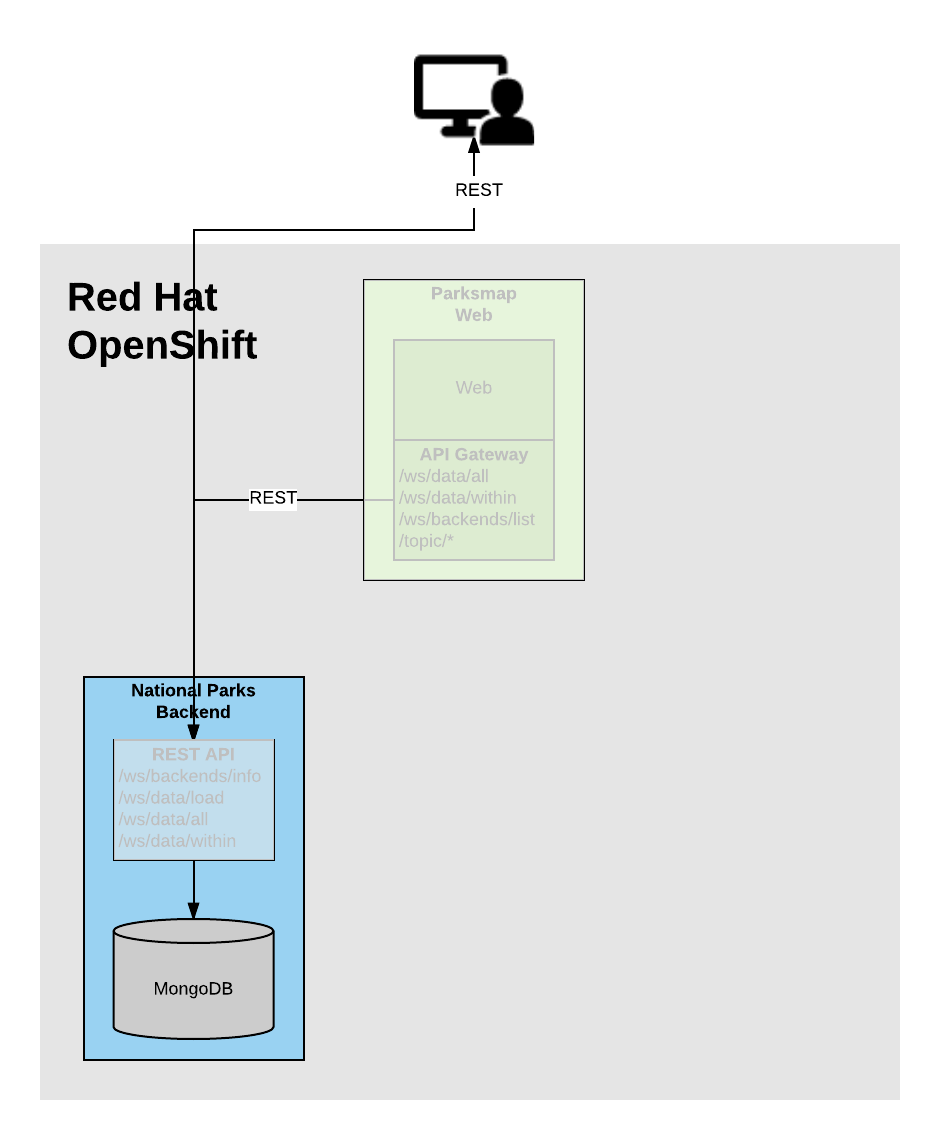 REST
Red Hat
OpenShift
Parksmap
Web
Web
API Gateway
/ws/data/all
/ws/data/within
/ws/backends/list
/topic/*
REST
National Parks
Backend
REST API
/ws/backends/info
/ws/data/load
/ws/data/all
/ws/data/within
MongoDB